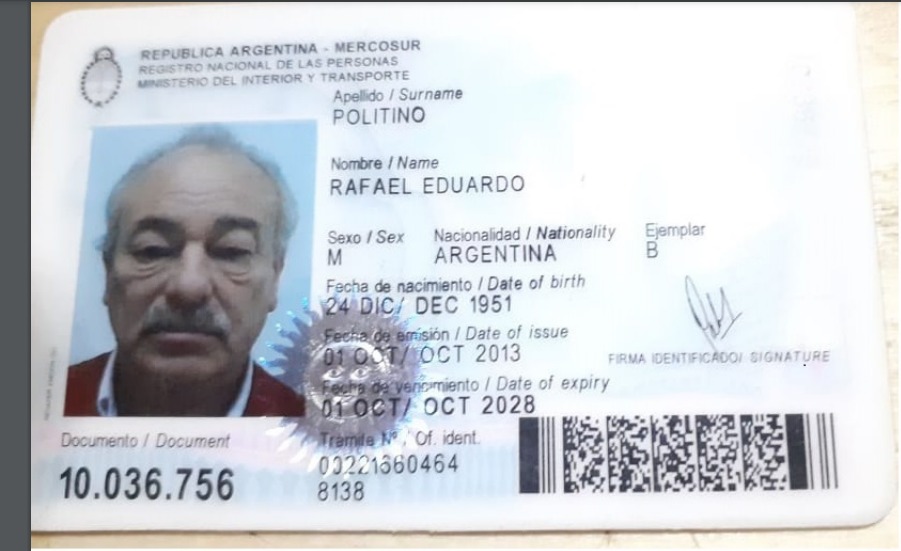 REPUBLICA ARGENTINA - MERCOSUR
REGISTRO NACIONAL DE LAS PERSONAS
MINISTERIO DEL INTERIOR Y TRANSPORTE
Apellido / Surname
POLITINO
Nombre / Name
RAFAEL EDUARDO
Sexo / Sex Nacionalidad / Nationality Ejemplar
M ARGENTINA B
Fecha de nacimiento / Date of birth
24 DIC/ DEC 1951
Fecha de emisión / Date of issue
01 OCT/ OCT 2013
FIRMA IDENTIFICADO/ SIGNATURE
Fecha de vencimiento / Date of expiry
01 OCT/ OCT 2028
Documento / Document Tramite Nº / Of. ident.
10.036.756
8138